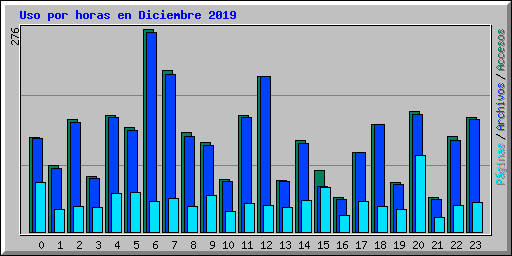 Uso por horas en Diciembre 2019
276
Páginas / Archivos / Accesos
0 1 2 3 4 5 6 7 8 9 10 11 12 13 14 15 16 17 18 19 20 21 22 23